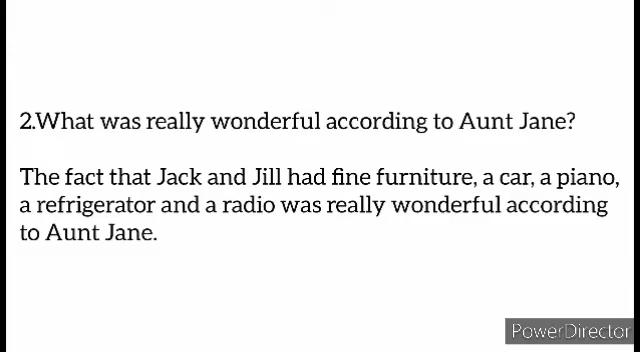 2.What was really wonderful according to Aunt Jane?
The fact that Jack and Jill had fine furniture, a car, a piano,
a refrigerator and a radio was really wonderful according
to Aunt Jane.
PowerDirector